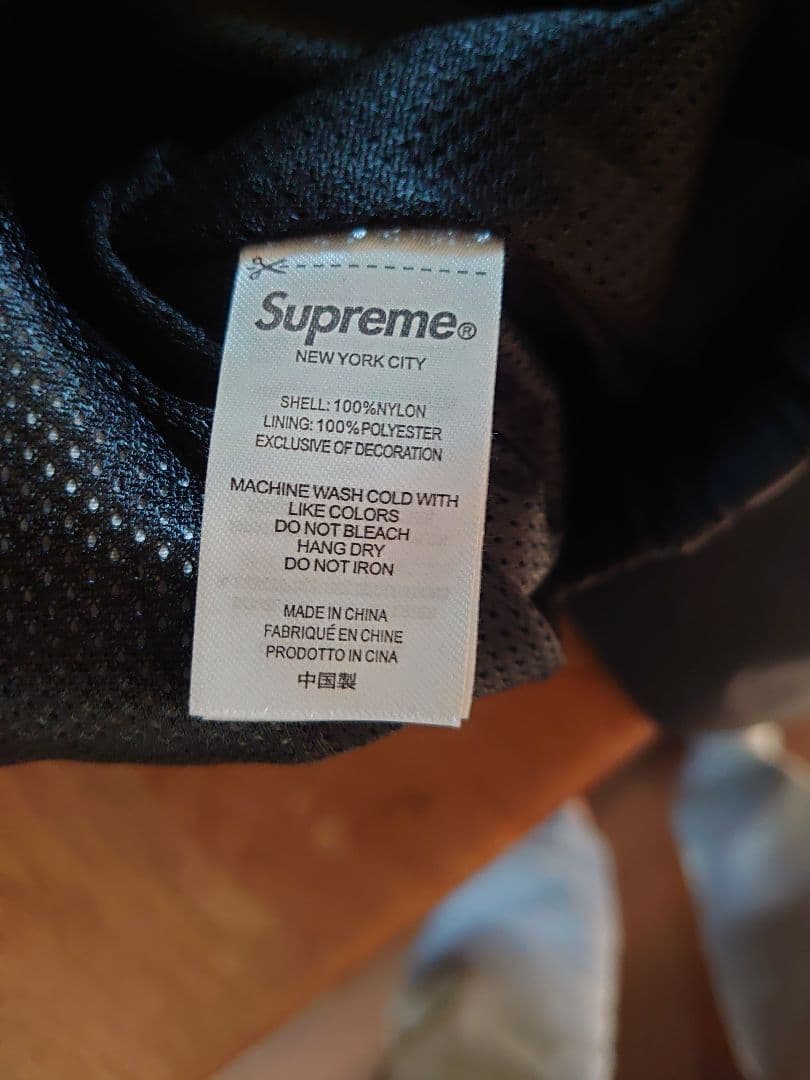 Supreme®
NEW YORK CITY
SHELL: 100%NYLON
LINING: 100%POLYESTER
EXCLUSIVE OF DECORATION
MACHINE WASH COLD WITH
LIKE COLORS
DO NOT BLEACH
HANG DRY
DO NOT IRON
MADE IN CHINA
FABRIQUÉ EN CHINE
PRODOTTO IN CINA
中国製